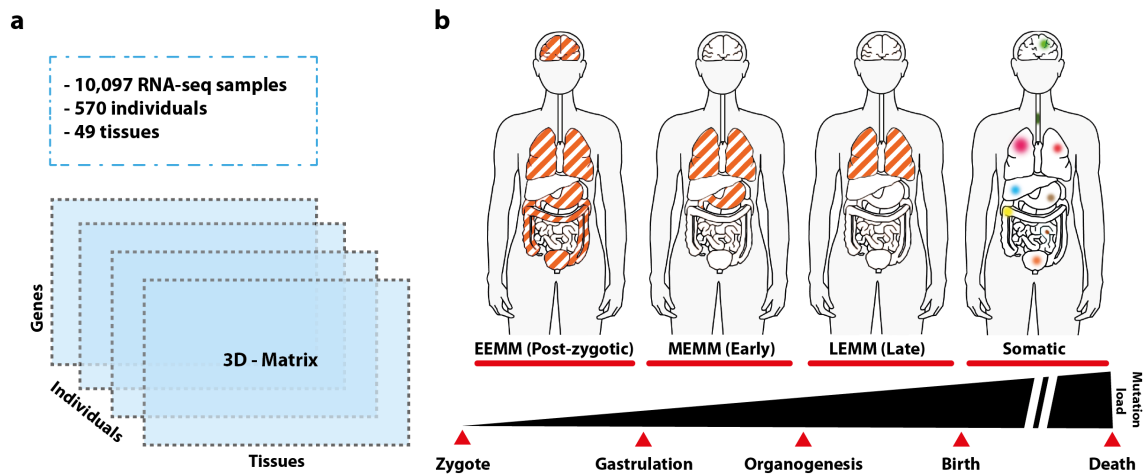 a
- 10,097 RNA-seq samples
- 570 individuals
- 49 tissues
Genes
Individuals
Tissues
3D - Matrix
b
EEMM (Post-zygotic)
MEMM (Early)
LEMM (Late)
Somatic
Mutation
load
Zygote
Gastrulation
Organogenesis
Birth
Death